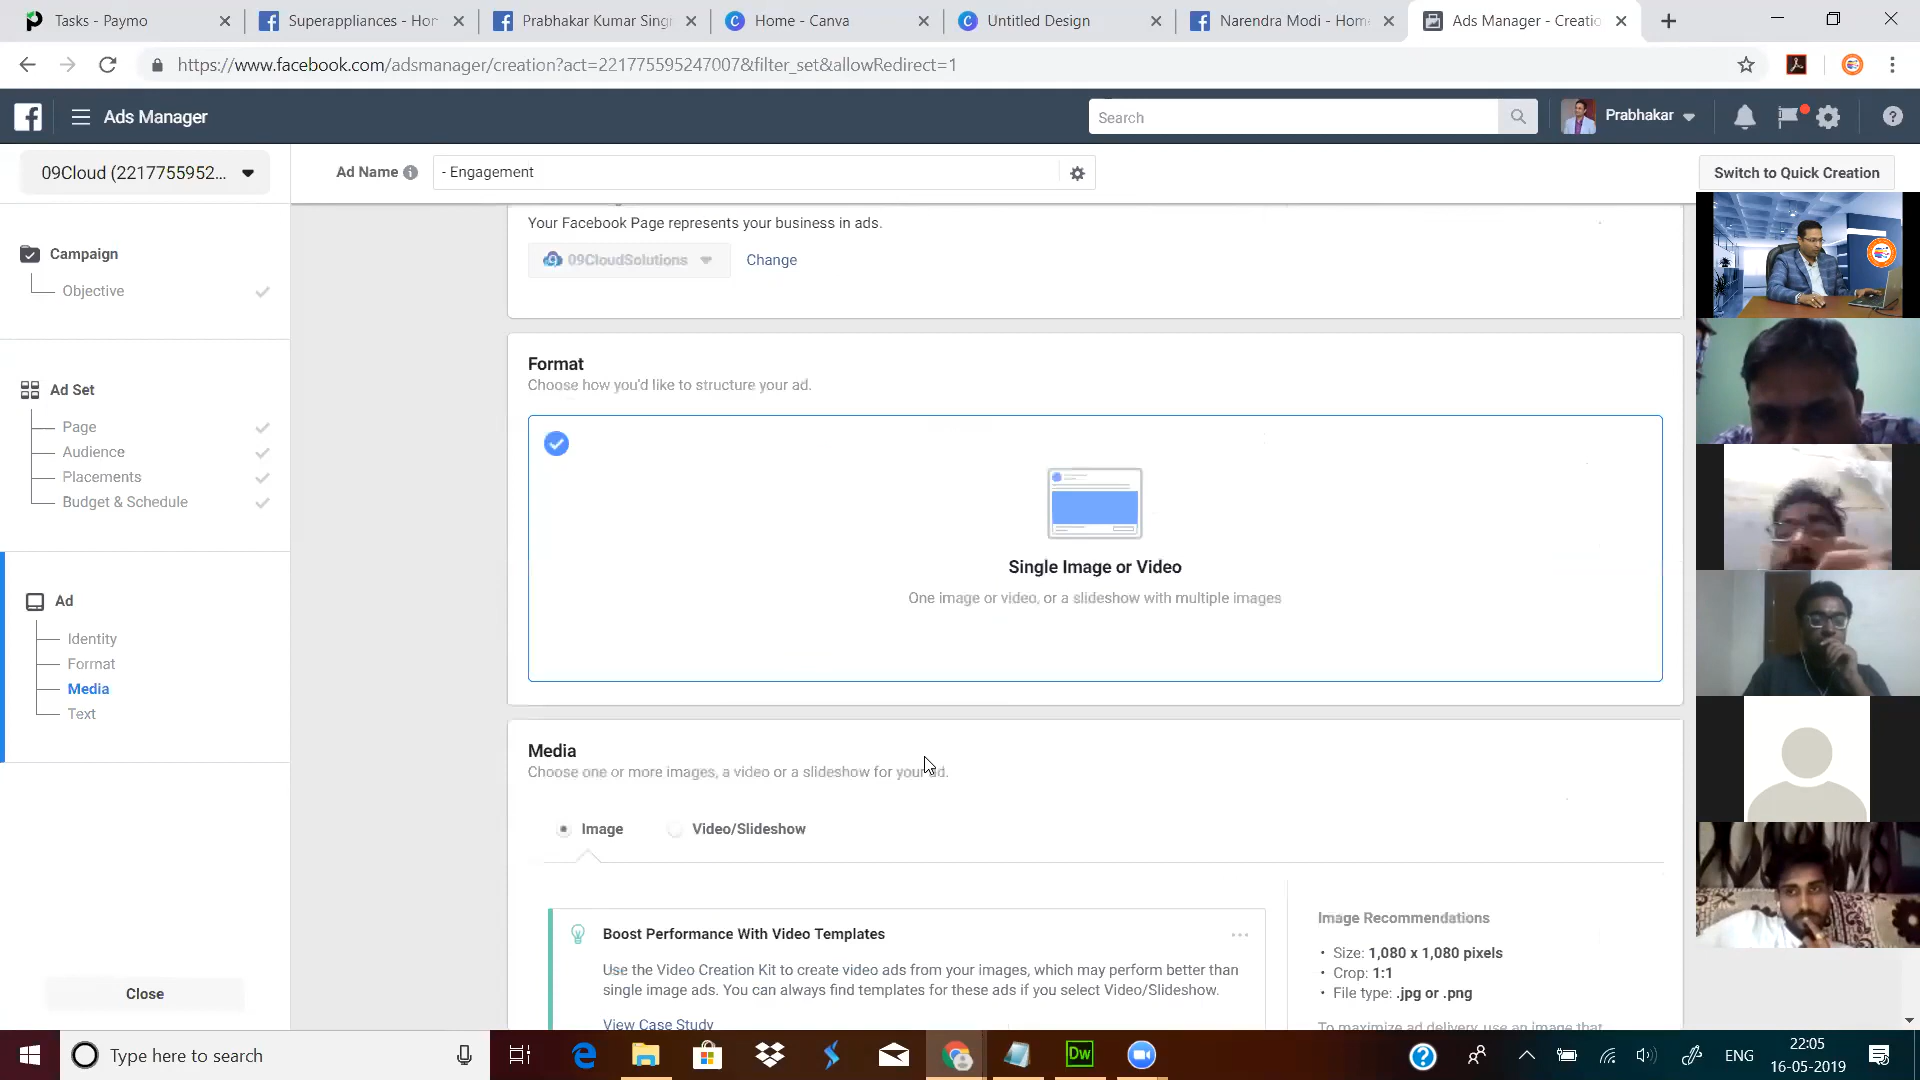 Tasks - Paymo
Superappliances - Hor
Prabhakar Kumar Sing
Home - Canva
Untitled Design
Narendra Modi - Hom
Ads Manager - Creatio
https://www.facebook.com/adsmanager/creation?act=221775595247007&filter_set&allowRedirect=1
Ads Manager
Search
Prabhakar
09Cloud (2217755952...
Ad Name
- Engagement
Switch to Quick Creation
Campaign
Objective
Ad Set
Page
Audience
Placements
Budget & Schedule
Ad
Identity
Format
Media
Text
Close
Your Facebook Page represents your business in ads.
09CloudSolutions
Change
Format
Choose how you'd like to structure your ad.
Single Image or Video
One image or video, or a slideshow with multiple images
Media
Choose one or more images, a video or a slideshow for your ad.
Image
Video/Slideshow
Boost Performance With Video Templates
Use the Video Creation Kit to create video ads from your images, which may perform better than
single image ads. You can always find templates for these ads if you select Video/Slideshow.
View Case Study
Image Recommendations
• Size: 1,080 x 1,080 pixels
• Crop: 1:1
• File type: .jpg or .png
To maximize ad delivery, use an image that
Type here to search
Dw
ENG
22:05
16-05-2019